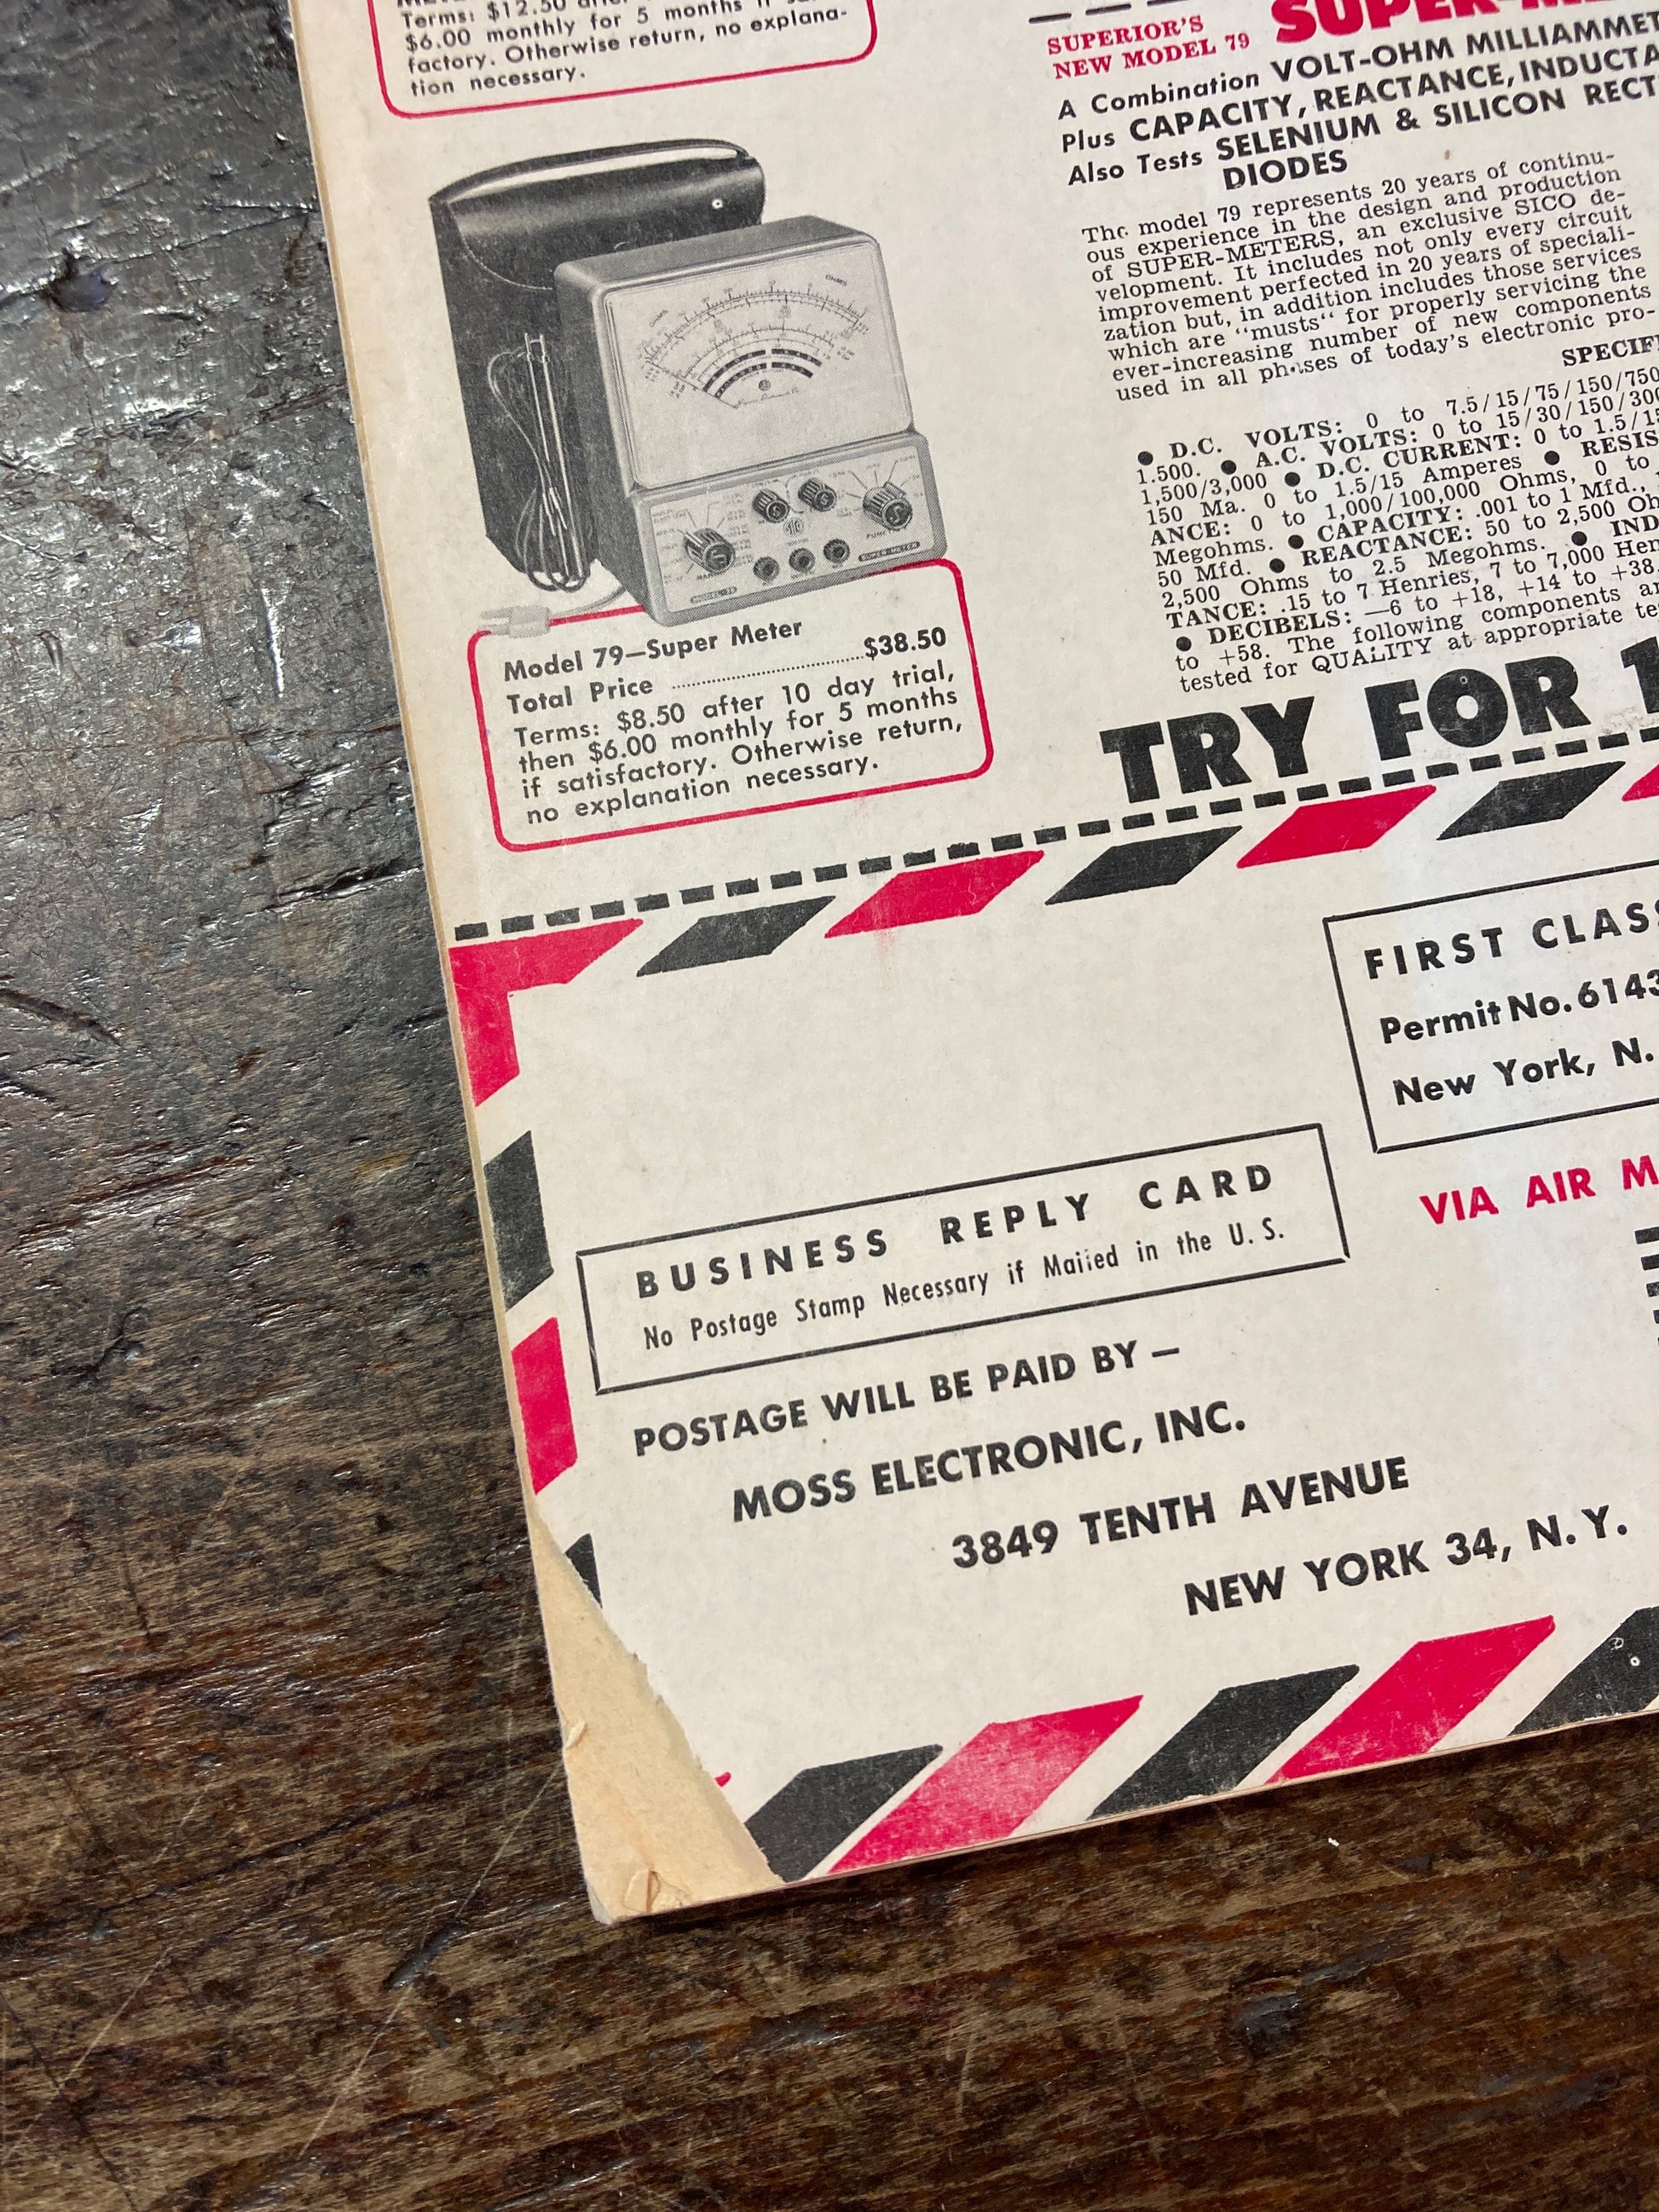 Terms: $12.50
$6.00 monthly for 5 months
factory. Otherwise return, no explana-
tion necessary.
SUPERIOR'S
NEW MODEL 79
A Combination VOLT-OHM
Plus CAPACITY, REACTANCE,
Also Tests SELENIUM & SILICON
DIODES
The model 79 represents 20 years of continu-
ous experience in the design and production
of SUPER-METERS, an exclusive SICO de-
velopment. It includes not only every circuit
improvement perfected in 20 years of speciali-
zation but, in addition includes those services
which are "musts" for properly servicing the
ever-increasing number of new components
used in all phases of today's electronic pro-
● D.C. VOLTS: 0 to 7.5/15/75/150/750
1.500. ● A.C. VOLTS: 0 to 15/30/150/300
1,500/3,000 ● D.C. CURRENT: 0 to 1.5/15
150 Ma. 0 to 1.5/15 Amperes ● RESIS
ANCE: 0 to 1,000/100,000 Ohms, 0 to
Megohms. ● CAPACITY: .001 to 1 Mfd.,
50 Mfd. ● REACTANCE: 50 to 2,500
2,500 Ohms to 2.5 Megohms. ● IND
TANCE: .15 to 7 Henries, 7 to 7,000 Hen
● DECIBELS: —6 to +18, +14 to +38,
to +58. The following components
tested for QUALITY at appropriate
OHMS
MODEL-79
SUPER-METER
Model 79—Super Meter
Total Price ........................$38.50
Terms: $8.50 after 10 day trial,
then $6.00 monthly for 5 months
if satisfactory. Otherwise return,
no explanation necessary.
TRY FOR 1
FIRST CLASS
Permit No. 6143
New York, N.
VIA AIR M
BUSINESS REPLY CARD
No Postage Stamp Necessary if Mailed in the U. S.
POSTAGE WILL BE PAID BY —
MOSS ELECTRONIC, INC.
3849 TENTH AVENUE
NEW YORK 34, N. Y.